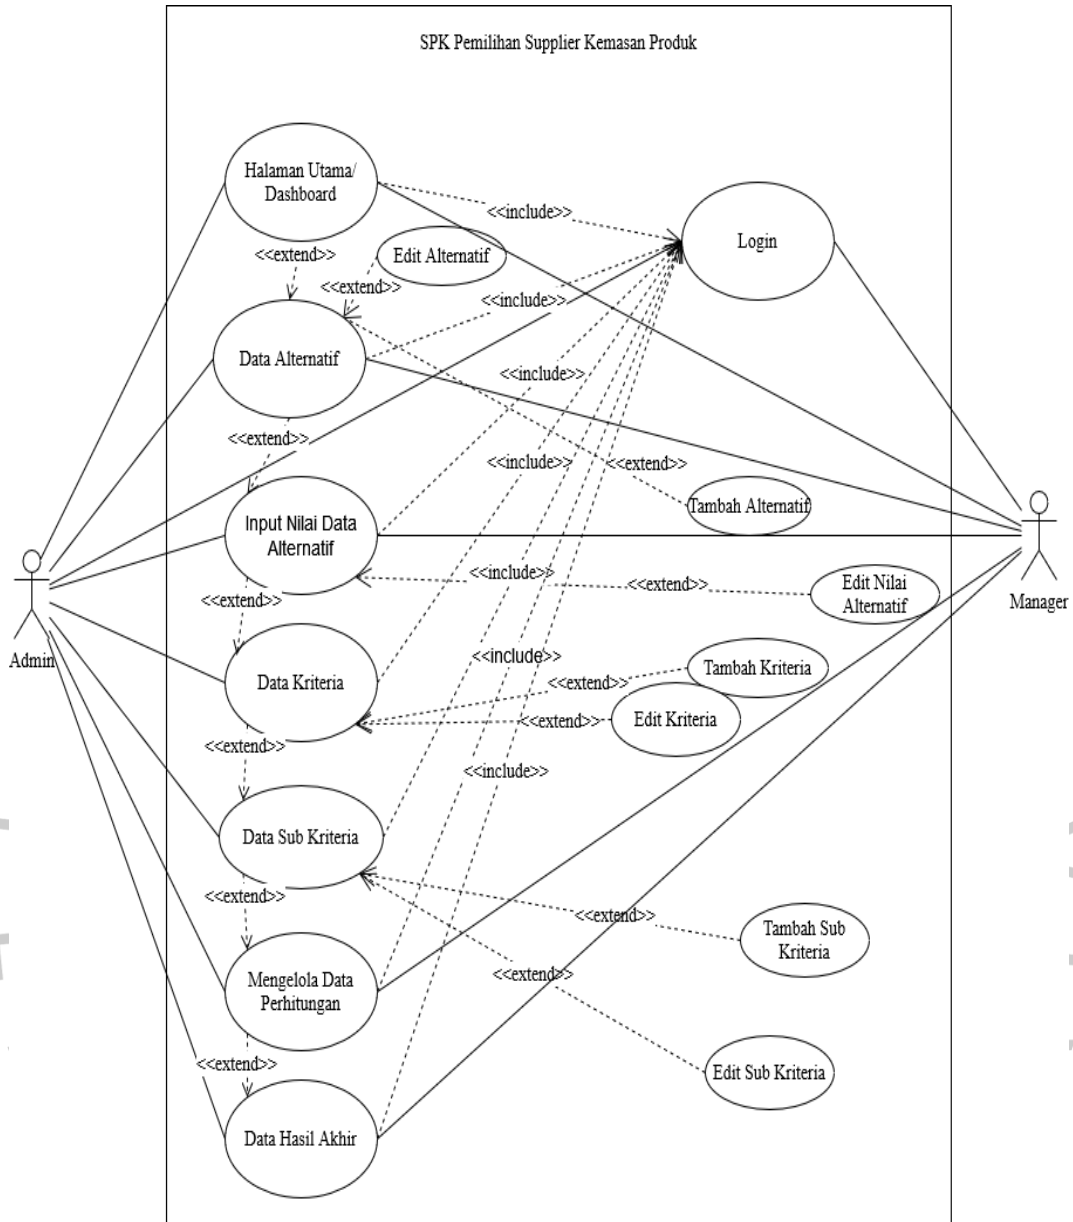 SPK Pemilihan Supplier Kemasan Produk
Halaman Utama/
Dashboard
<<include>>
Login
<<extend>>
Edit Alternatif
<<extend>>
<<include>>
Data Alternatif
<<include>>
<<extend>>
<<include>>
<<extend>>
Tambah Alternatif
Input Nilai Data
Alternatif
<<include>>
<<extend>>
Edit Nilai
Alternatif
Manager
<<extend>>
Admin
<<include>>
Tambah Kriteria
Data Kriteria
<<extend>>
Edit Kriteria
<<extend>>
<<extend>>
<<include>>
Data Sub Kriteria
<<extend>>
<<extend>>
Tambah Sub
Kriteria
<<extend>>
Mengelola Data
Perhitungan
<<extend>>
Edit Sub Kriteria
Data Hasil Akhir